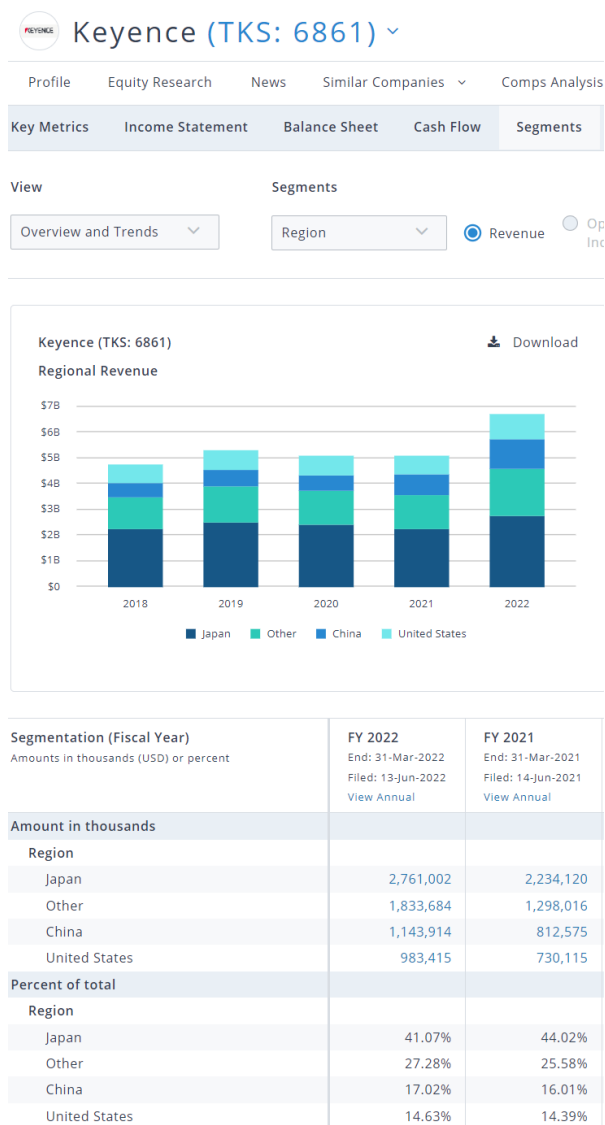 KEYENCE Keyence (TKS: 6861)
Profile Equity Research News Similar Companies Comps Analysis
Key Metrics Income Statement Balance Sheet Cash Flow Segments
View Segments
Overview and Trends Region Revenue
Keyence (TKS: 6861) Download
Regional Revenue
$7B
$6B
$5B
$4B
$3B
$2B
$1B
$0
2018 2019 2020 2021 2022
Japan Other China United States
Segmentation (Fiscal Year) FY 2022 FY 2021
Amounts in thousands (USD) or percent End: 31-Mar-2022 End: 31-Mar-2021
Filed: 13-Jun-2022 Filed: 14-Jun-2021
View Annual View Annual
Amount in thousands
Region
Japan 2,761,002 2,234,120
Other 1,833,684 1,298,016
China 1,143,914 812,575
United States 983,415 730,115
Percent of total
Region
Japan 41.07% 44.02%
Other 27.28% 25.58%
China 17.02% 16.01%
United States 14.63% 14.39%